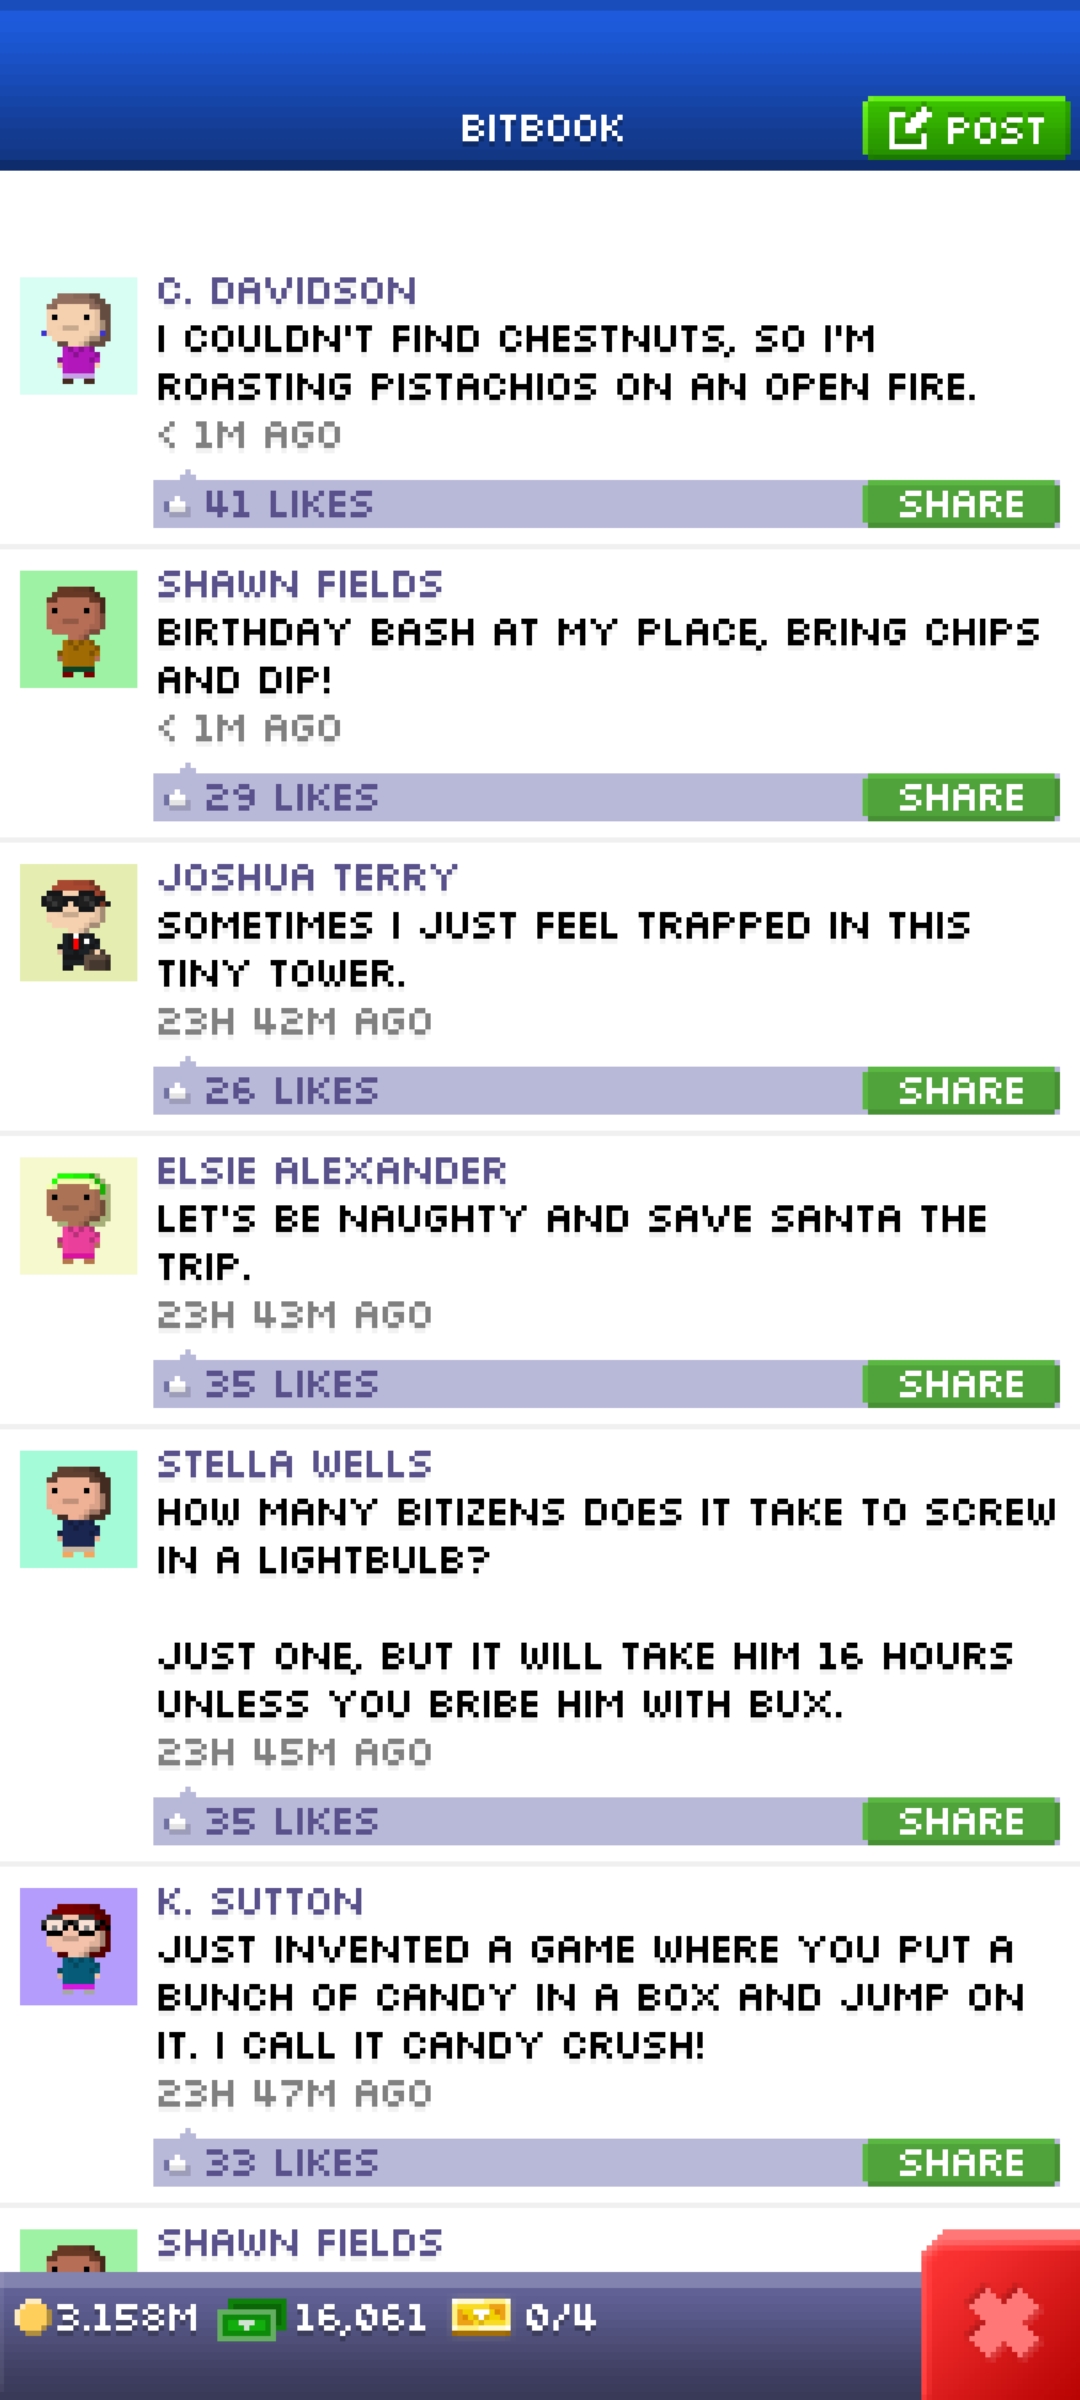 BITBOOK
POST
C. DAVIDSON
I COULDN'T FIND CHESTNUTS, SO I'M
ROASTING PISTACHIOS ON AN OPEN FIRE.
< 1M AGO
41 LIKES
SHARE
SHAWN FIELDS
BIRTHDAY BASH AT MY PLACE, BRING CHIPS
AND DIP!
< 1M AGO
29 LIKES
SHARE
JOSHUA TERRY
SOMETIMES I JUST FEEL TRAPPED IN THIS
TINY TOWER.
23H 42M AGO
26 LIKES
SHARE
ELSIE ALEXANDER
LET'S BE NAUGHTY AND SAVE SANTA THE
TRIP.
23H 43M AGO
35 LIKES
SHARE
STELLA WELLS
HOW MANY BITIZENS DOES IT TAKE TO SCREW
IN A LIGHTBULB?
JUST ONE, BUT IT WILL TAKE HIM 16 HOURS
UNLESS YOU BRIBE HIM WITH BUX.
23H 45M AGO
35 LIKES
SHARE
K. SUTTON
JUST INVENTED A GAME WHERE YOU PUT A
BUNCH OF CANDY IN A BOX AND JUMP ON
IT. I CALL IT CANDY CRUSH!
23H 47M AGO
33 LIKES
SHARE
SHAWN FIELDS
3.158M 16,061 0/4